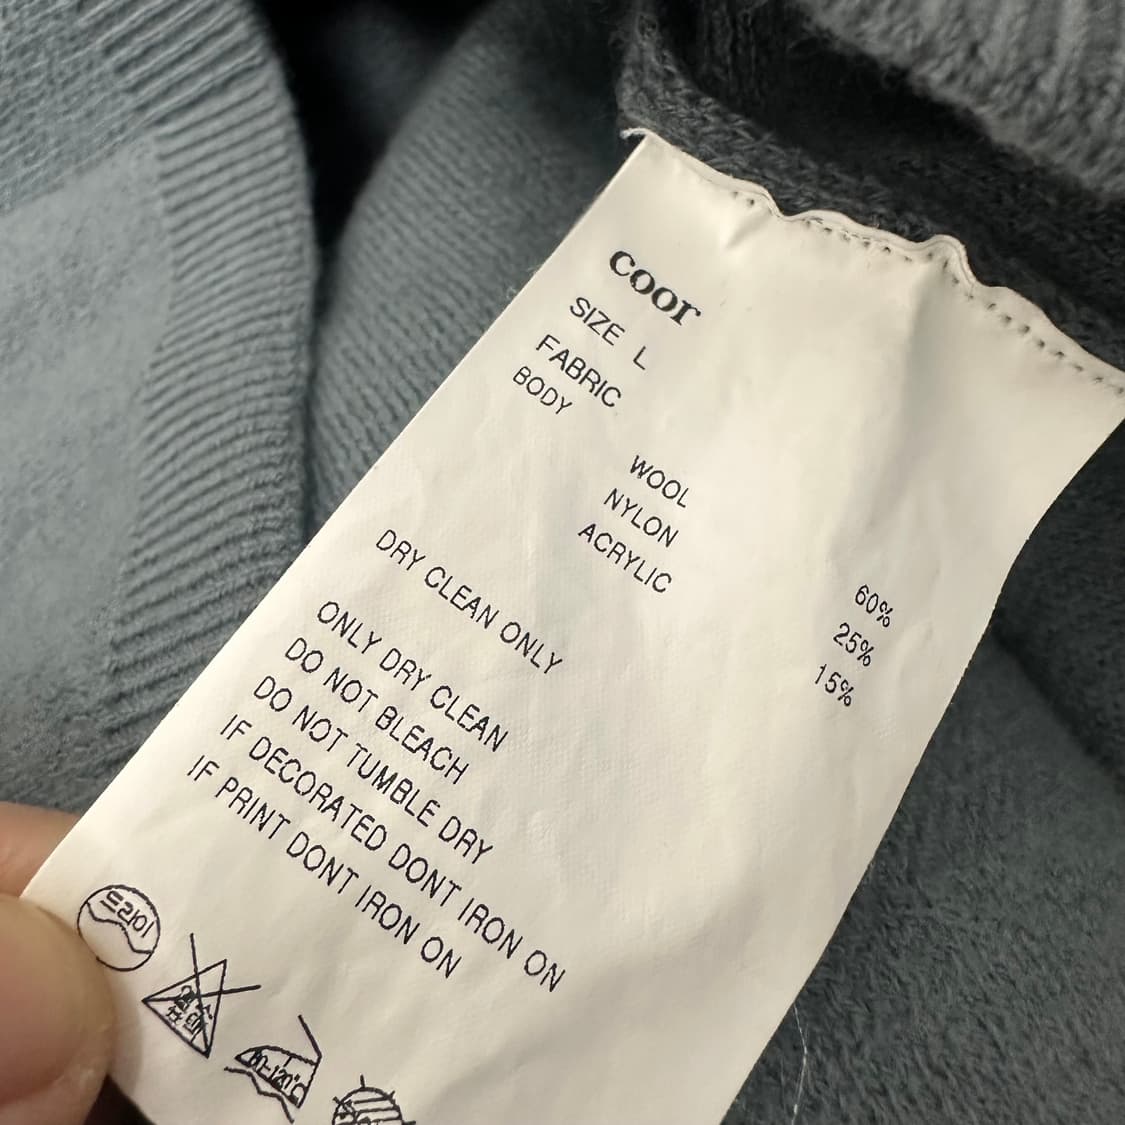 coor
SIZE L
FABRIC
BODY
WOOL 60%
NYLON 25%
ACRYLIC 15%
DRY CLEAN ONLY
ONLY DRY CLEAN
DO NOT BLEACH
DO NOT TUMBLE DRY
IF DECORATED DONT IRON ON
IF PRINT DONT IRON ON
드라이